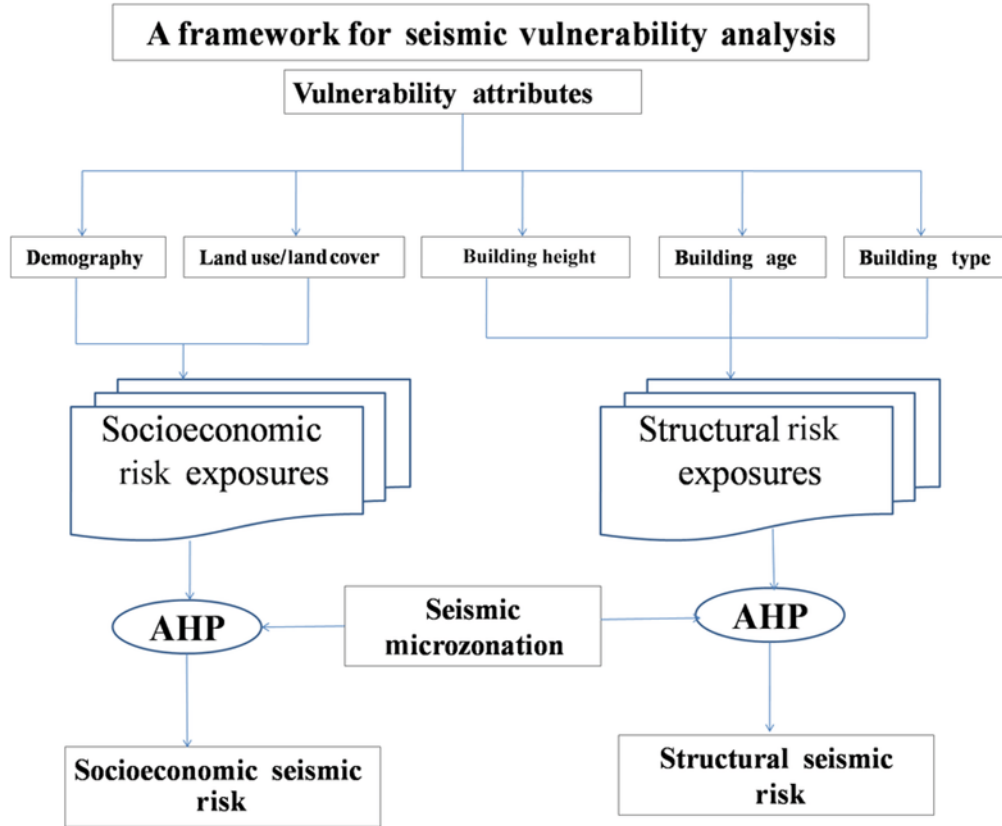 A framework for seismic vulnerability analysis
Vulnerability attributes
Demography
Land use/land cover
Building height
Building age
Building type
Socioeconomic
risk exposures
Structural risk
exposures
AHP
Seismic
microzonation
AHP
Socioeconomic seismic
risk
Structural seismic
risk